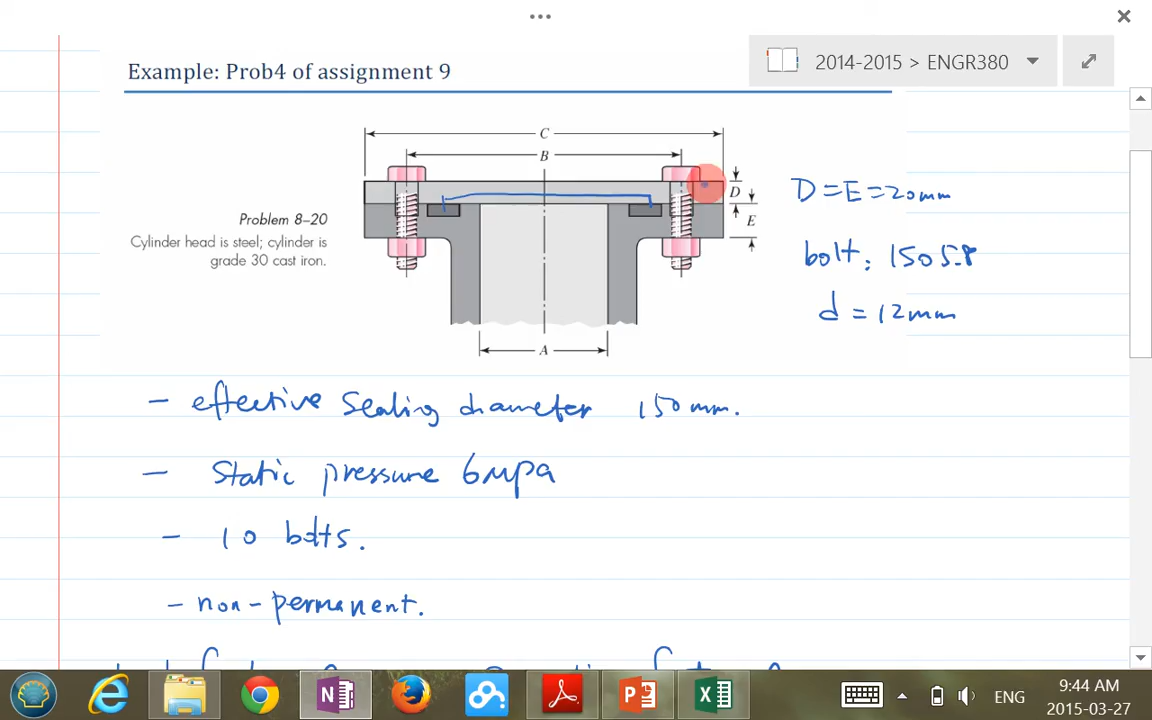 2014-2015 > ENGR380
Example: Prob4 of assignment 9
C
B
D
E
A
Problem 8–20
Cylinder head is steel; cylinder is
grade 30 cast iron.
D = E = 20mm
bolt: ISO 5.8
d = 12mm
- effective Sealing diameter 150mm.
- Static pressure 6MPa
- 10 bolts.
- non-permanent.
ENG
9:44 AM
2015-03-27